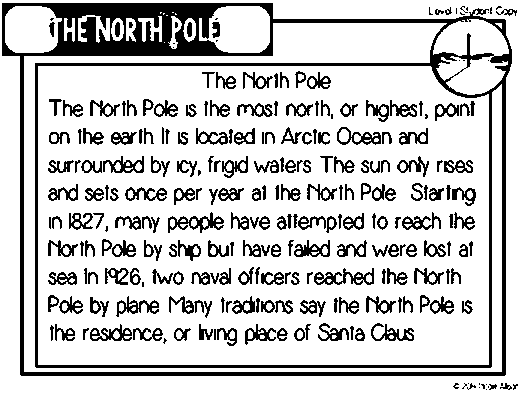 Level 1 Student Copy
THE NORTH POLE
The North Pole
The North Pole is the most north, or highest, point
on the earth. It is located in Arctic Ocean and
surrounded by icy, frigid waters. The sun only rises
and sets once per year at the North Pole. Starting
in 1827, many people have attempted to reach the
North Pole by ship but have failed and were lost at
sea. In 1926, two naval officers reached the North
Pole by plane. Many traditions say the North Pole is
the residence, or living place of Santa Claus
© 2014